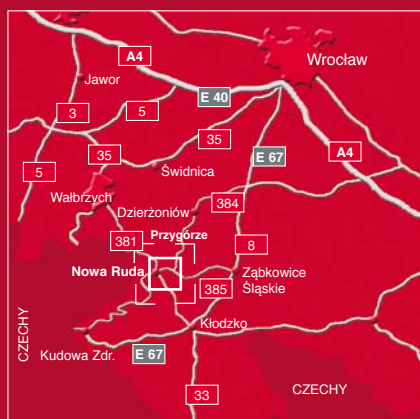 Wrocław
A4
Jawor
E 40
3
5
35
A4
35
E 67
5
Świdnica
Wałbrzych
384
Dzierżoniów
Przygórze
381
8
Nowa Ruda
Ząbkowice
Śląskie
385
Kłodzko
CZECHY
Kudowa Zdr.
E 67
CZECHY
33